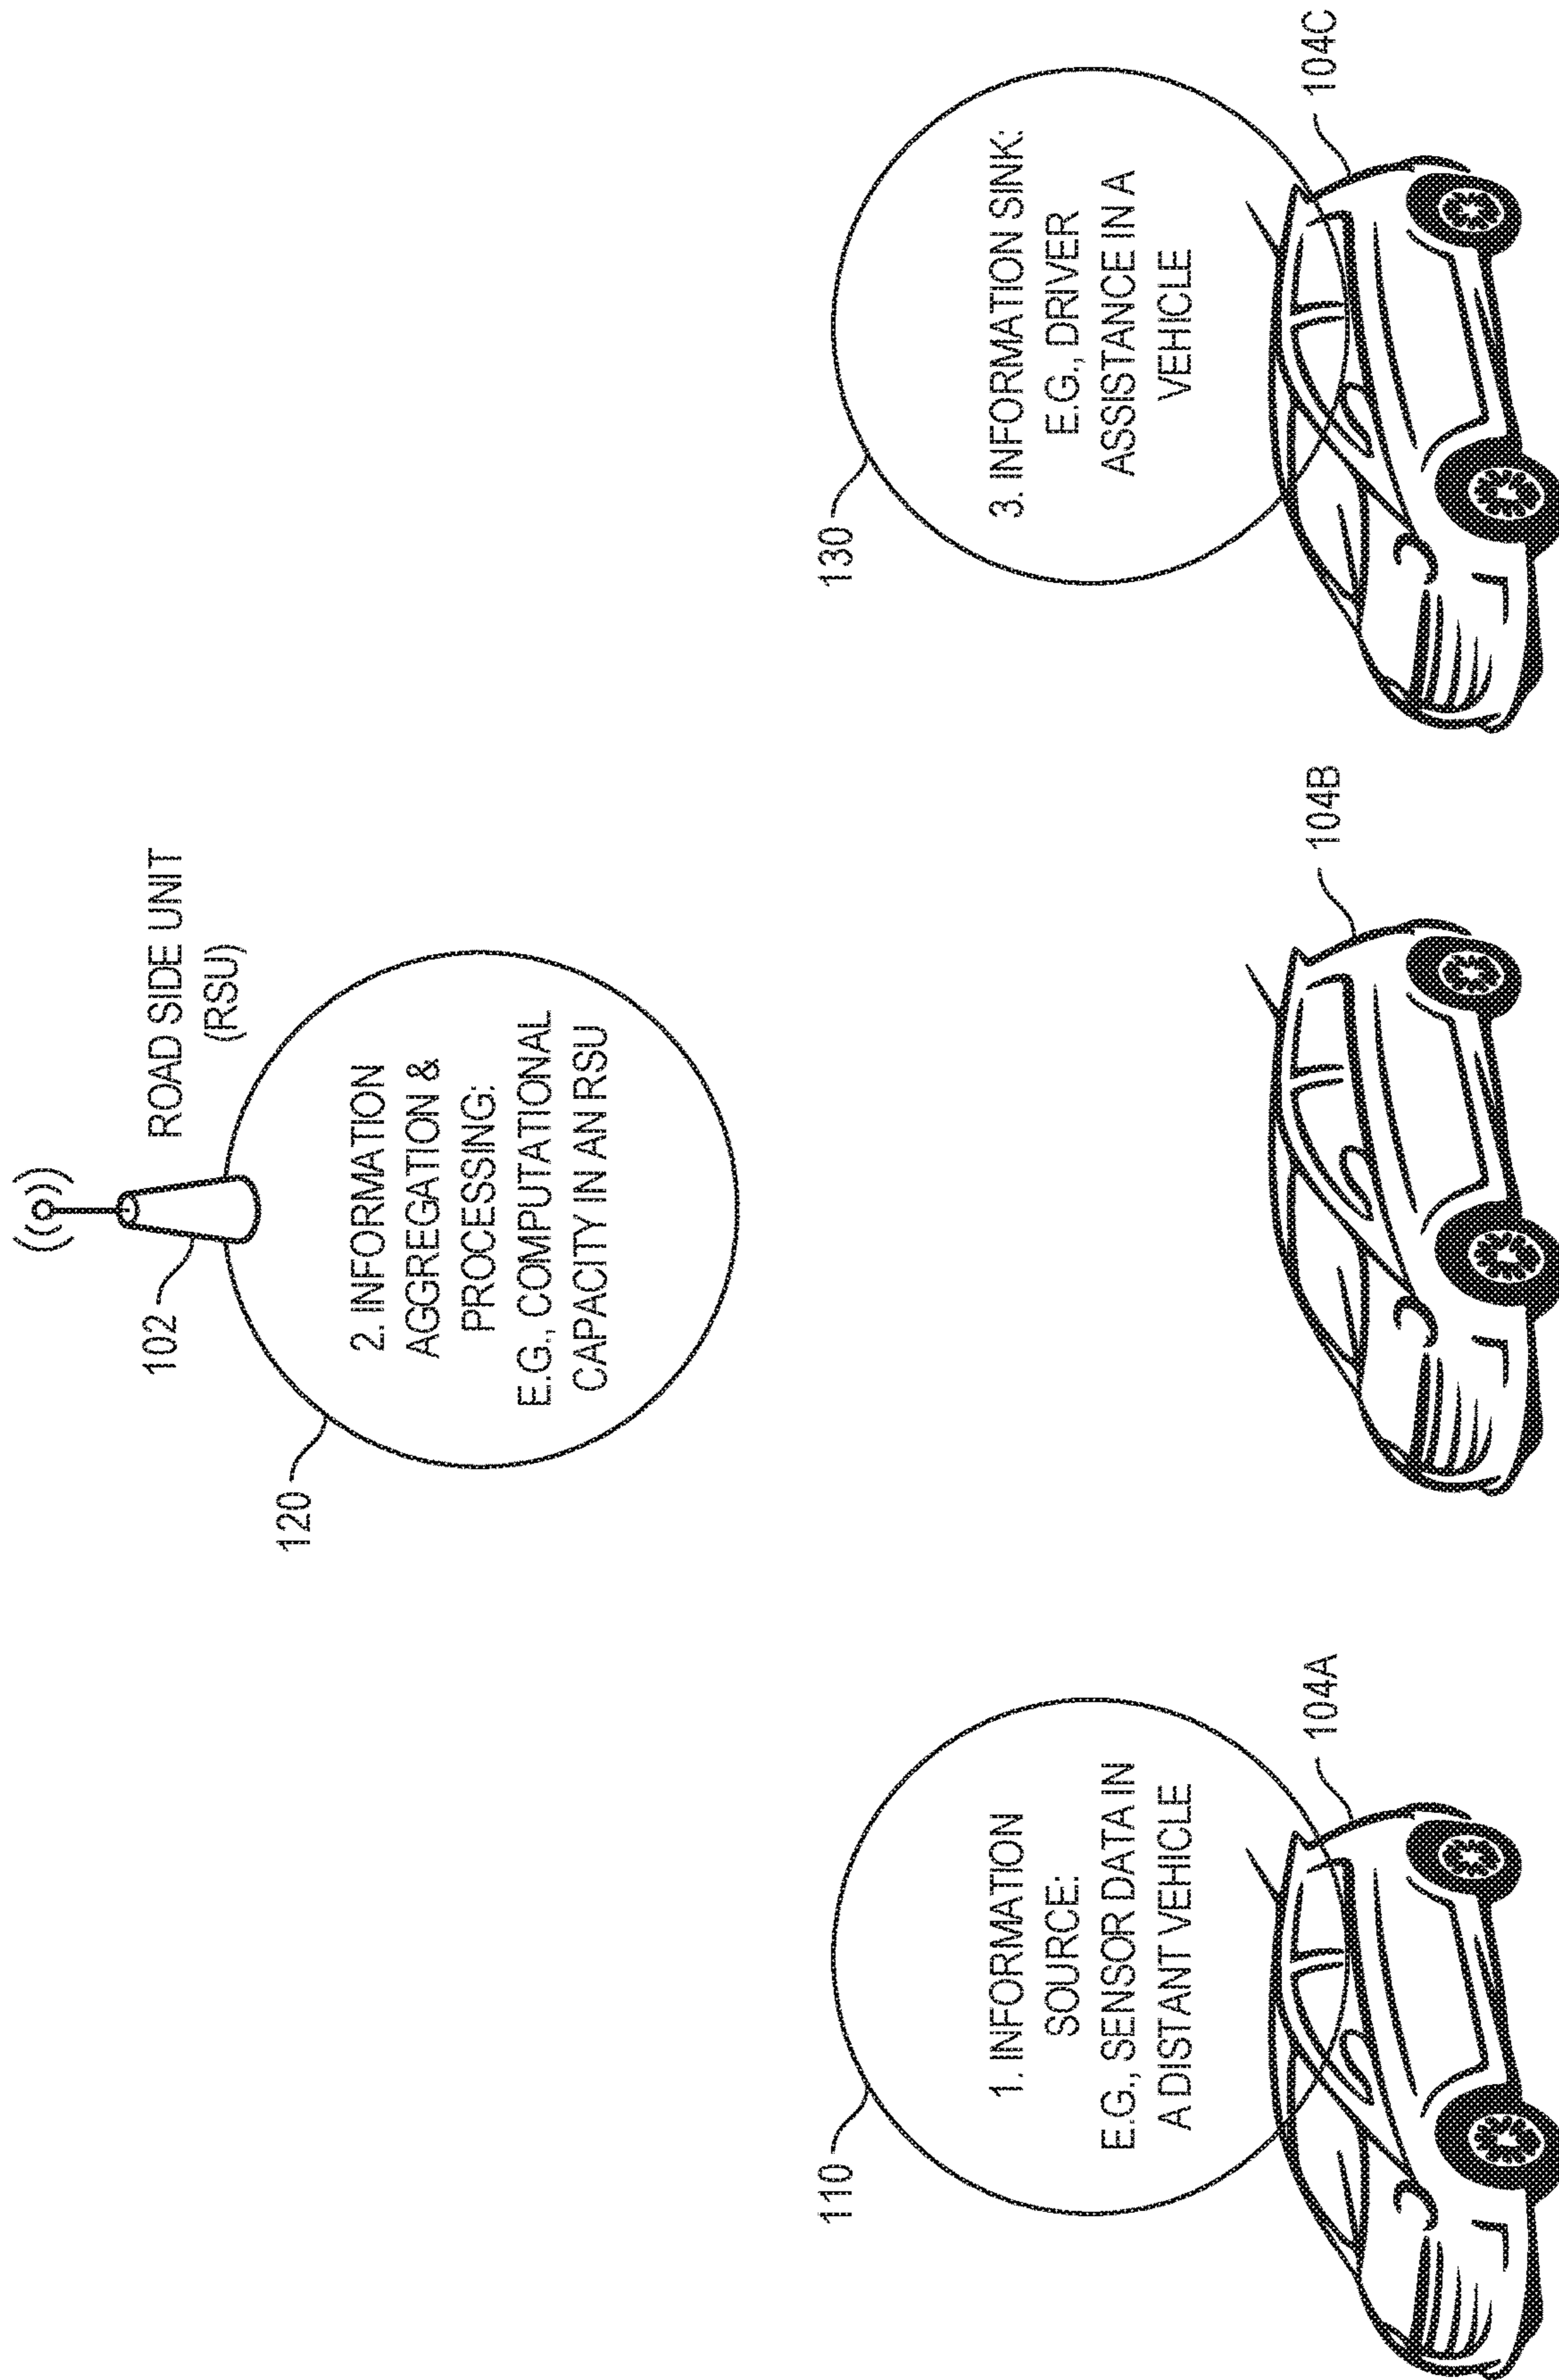 ROAD SIDE UNIT
(RSU)
102
120
2. INFORMATION
AGGREGATION &
PROCESSING:
E.G., COMPUTATIONAL
CAPACITY IN AN RSU
110
1. INFORMATION
SOURCE:
E.G., SENSOR DATA IN
A DISTANT VEHICLE
104A
104B
130
3. INFORMATION SINK:
E.G., DRIVER
ASSISTANCE IN A
VEHICLE
104C